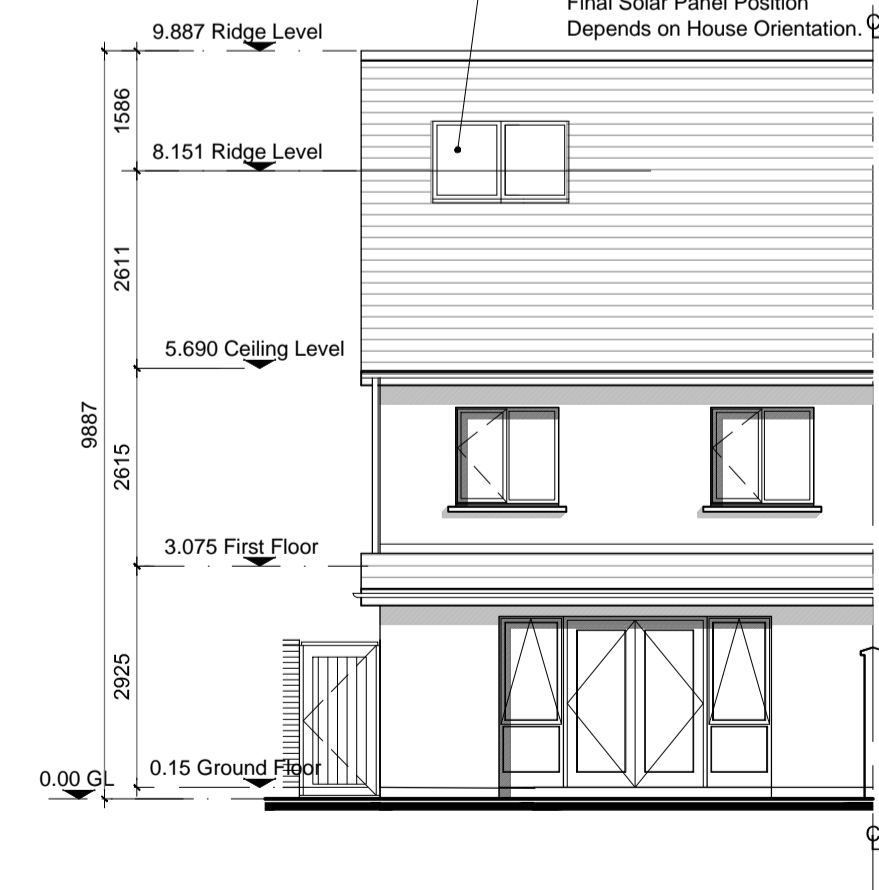 Final Solar Panel Position
Depends on House Orientation.
9.887 Ridge Level
1586
8.151 Ridge Level
2611
5.690 Ceiling Level
9887
2615
3.075 First Floor
2925
0.15 Ground Floor
0.00 GL